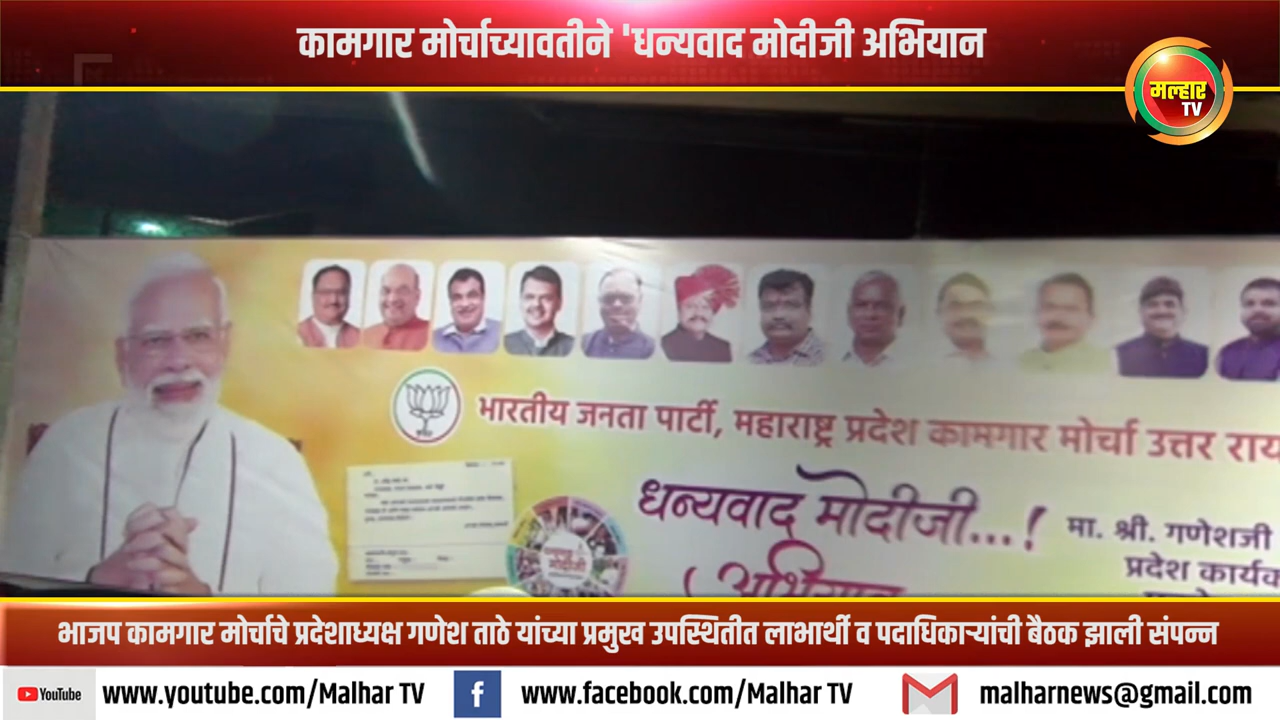 कामगार मोर्चाच्यावतीने 'धन्यवाद मोदीजी अभियान
मल्हार
TV
भारतीय जनता पार्टी, महाराष्ट्र प्रदेश कामगार मोर्चा उत्तर राय
धन्यवाद मोदीजी...!
अभियान
मा. श्री. गणेशजी
प्रदेश कार्यक
मोदीजी
भाजप कामगार मोर्चाचे प्रदेशाध्यक्ष गणेश ताठे यांच्या प्रमुख उपस्थितीत लाभार्थी व पदाधिकाऱ्यांची बैठक झाली संपन्न
YouTube www.youtube.com/Malhar TV www.facebook.com/Malhar TV malharnews@gmail.com